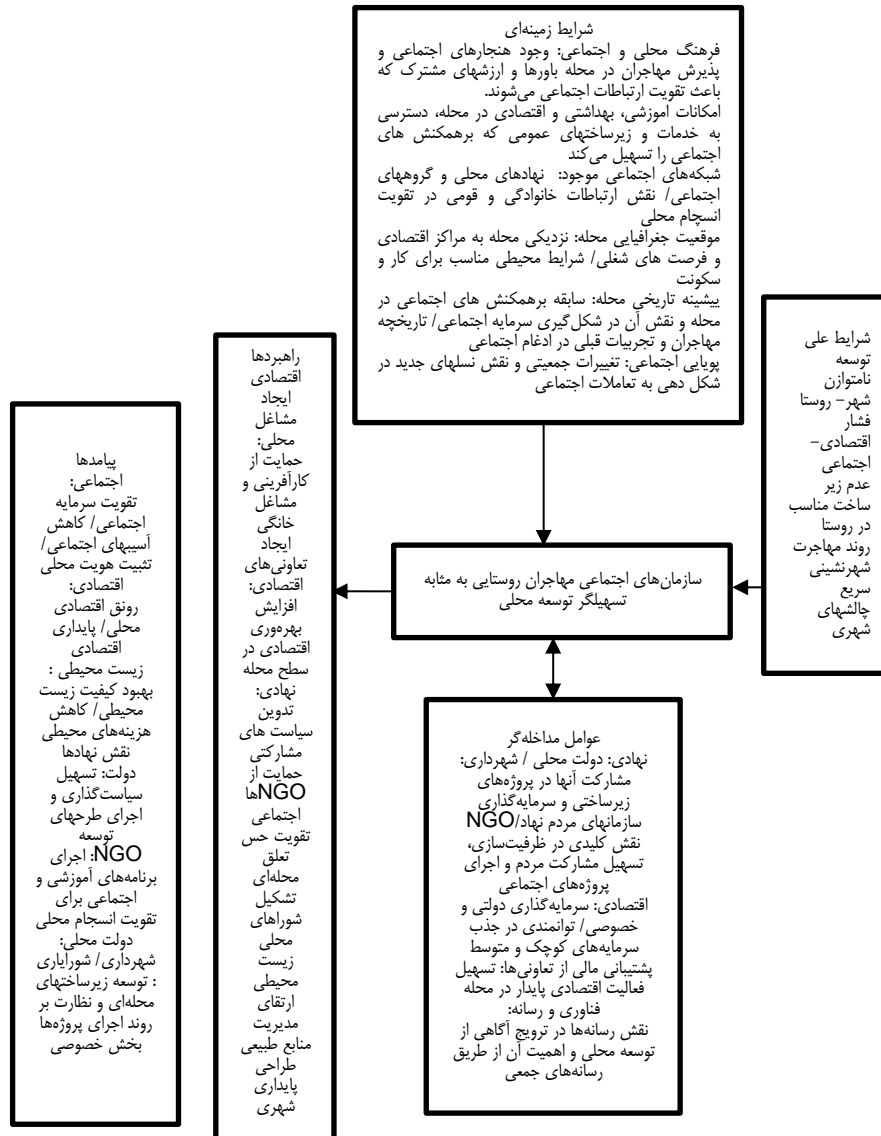 شرایط زمینه‌ای
فرهنگ محلی و اجتماعی: وجود هنجارهای اجتماعی و
پذیرش مهاجران در محله باورها و ارزشهای مشترک که
باعث تقویت ارتباطات اجتماعی می‌شوند.
امکانات اموزشی، بهداشتی و اقتصادی در محله، دسترسی
به خدمات و زیرساختهای عمومی که برهمکنش های
اجتماعی را تسهیل می‌کند
شبکه‌های اجتماعی موجود: نهادهای محلی و گروههای
اجتماعی/ نقش ارتباطات خانوادگی و قومی در تقویت
انسجام محلی
موقعیت جغرافیایی محله: نزدیکی محله به مراکز اقتصادی
و فرصت های شغلی/ شرایط محیطی مناسب برای کار و
سکونت
پیشینه تاریخی محله: سابقه برهمکنش های اجتماعی در
محله و نقش آن در شکل‌گیری سرمایه اجتماعی/ تاریخچه
مهاجران و تجربیات قبلی در ادغام اجتماعی
پویایی اجتماعی: تغییرات جمعیتی و نقش نسلهای جدید در
شکل دهی به تعاملات اجتماعی
شرایط علی
توسعه
نامتوازن
شهر– روستا
فشار
اقتصادی–
اجتماعی
عدم زیر
ساخت مناسب
در روستا
روند مهاجرت
شهرنشینی
سریع
چالشهای
شهری
سازمان‌های اجتماعی مهاجران روستایی به مثابه
تسهیلگر توسعه محلی
عوامل مداخله‌گر
نهادی: دولت محلی / شهرداری:
مشارکت آنها در پروژه‌های
زیرساختی و سرمایه‌گذاری
سازمانهای مردم نهاد/NGO
نقش کلیدی در ظرفیت‌سازی،
تسهیل مشارکت مردم و اجرای
پروژه‌های اجتماعی
اقتصادی: سرمایه‌گذاری دولتی و
خصوصی/ توانمندی در جذب
سرمایه‌های کوچک و متوسط
پشتیبانی مالی از تعاونی‌ها: تسهیل
فعالیت اقتصادی پایدار در محله
فناوری و رسانه:
نقش رسانه‌ها در ترویج آگاهی از
توسعه محلی و اهمیت آن از طریق
رسانه‌های جمعی
راهبردها
اقتصادی
ایجاد
مشاغل
محلی:
حمایت از
کارآفرینی و
مشاغل
خانگی
ایجاد
تعاونی‌های
اقتصادی:
افزایش
بهره‌وری
اقتصادی در
سطح محله
نهادی:
تدوین
سیاست های
مشارکتی
حمایت از
NGOها
اجتماعی
تقویت حس
تعلق
محله‌ای
تشکیل
شوراهای
محلی
زیست
محیطی
ارتقای
مدیریت
منابع طبیعی
طراحی
پایداری
شهری
پیامدها
اجتماعی:
تقویت سرمایه
اجتماعی/ کاهش
آسیبهای اجتماعی/
تثبیت هویت محلی
اقتصادی:
رونق اقتصادی
محلی/ پایداری
اقتصادی
زیست محیطی :
بهبود کیفیت زیست
محیطی/ کاهش
هزینه‌های محیطی
نقش نهادها
دولت: تسهیل
سیاست‌گذاری و
اجرای طرحهای
توسعه
NGO: اجرای
برنامه‌های آموزشی و
اجتماعی برای
تقویت انسجام محلی
دولت محلی:
شهرداری/ شورایاری
: توسعه زیرساختهای
محله‌ای و نظارت بر
روند اجرای پروژه‌ها
بخش خصوصی